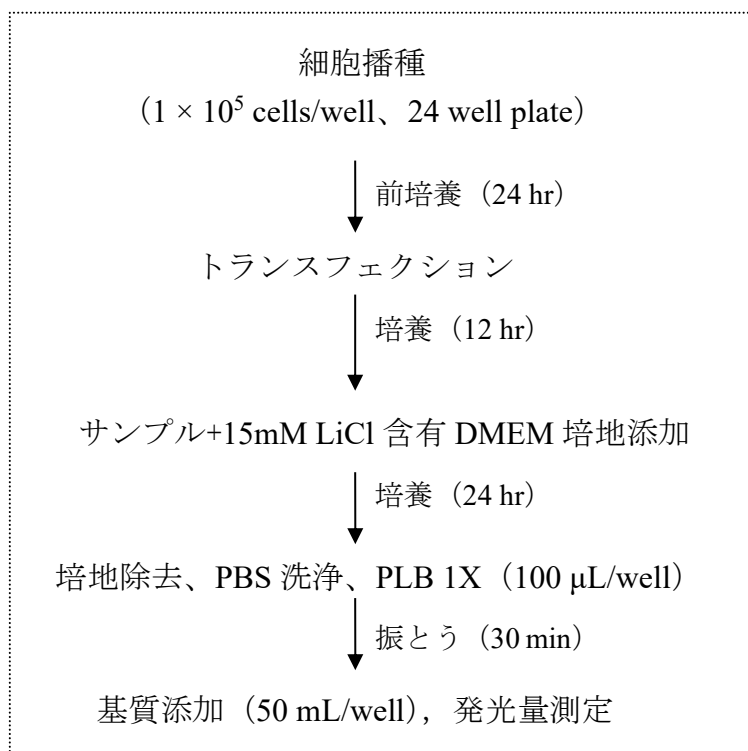 細胞播種
（1 × 10⁵ cells/well、24 well plate）
前培養（24 hr）
トランスフェクション
培養（12 hr）
サンプル+15mM LiCl 含有 DMEM 培地添加
培養（24 hr）
培地除去、PBS 洗浄、PLB 1X（100 μL/well）
振とう（30 min）
基質添加（50 mL/well），発光量測定